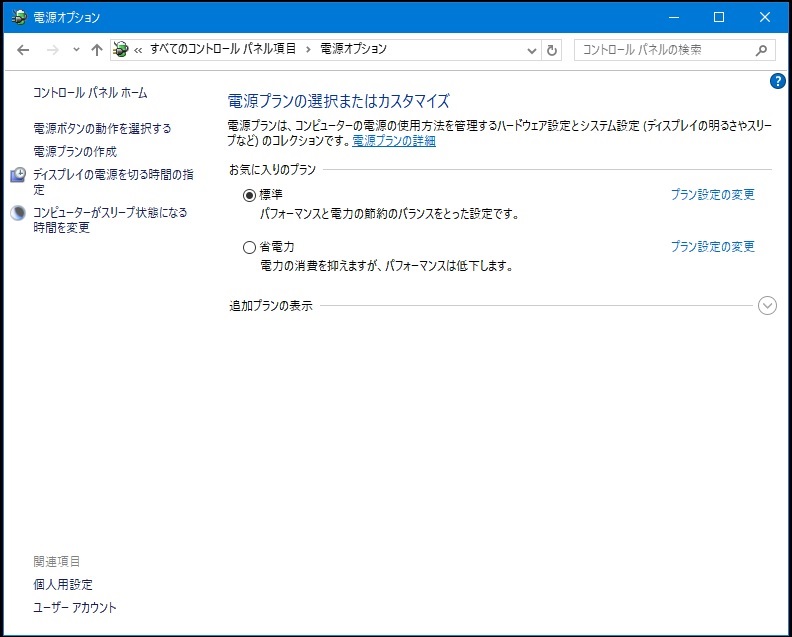 電源オプション
« すべてのコントロール パネル項目 › 電源オプション
コントロール パネルの検索
?
コントロール パネル ホーム
電源ボタンの動作を選択する
電源プランの作成
ディスプレイの電源を切る時間の指
定
コンピューターがスリープ状態になる
時間を変更
電源プランの選択またはカスタマイズ
電源プランは、コンピューターの電源の使用方法を管理するハードウェア設定とシステム設定 (ディスプレイの明るさやスリー
プなど) のコレクションです。電源プランの詳細
お気に入りのプラン
標準 プラン設定の変更
パフォーマンスと電力の節約のバランスをとった設定です。
省電力 プラン設定の変更
電力の消費を抑えますが、パフォーマンスは低下します。
追加プランの表示
関連項目
個人用設定
ユーザー アカウント